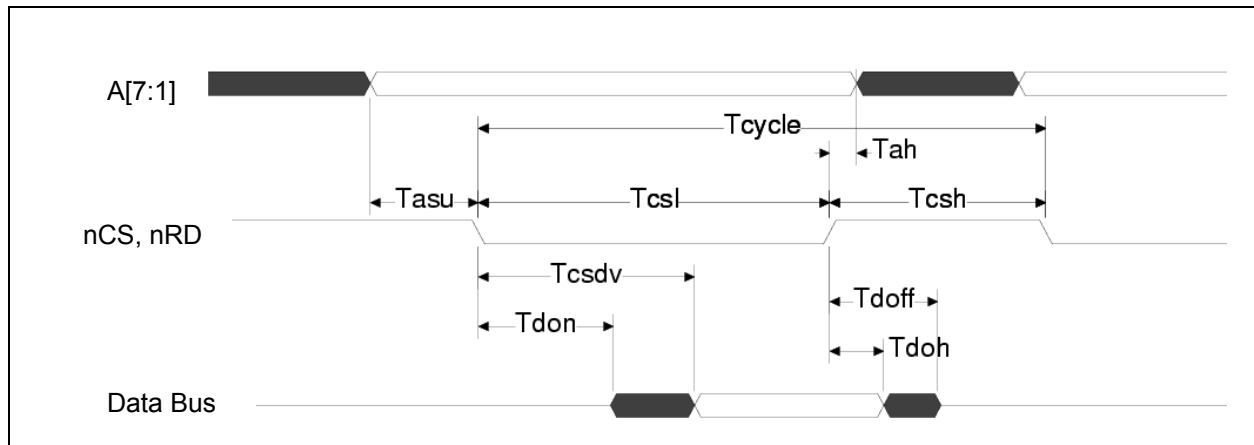 A[7:1]
Tcycle
Tah
Tasu
Tcsl
Tcsh
nCS, nRD
Tcsdv
Tdoff
Tdon
Tdoh
Data Bus